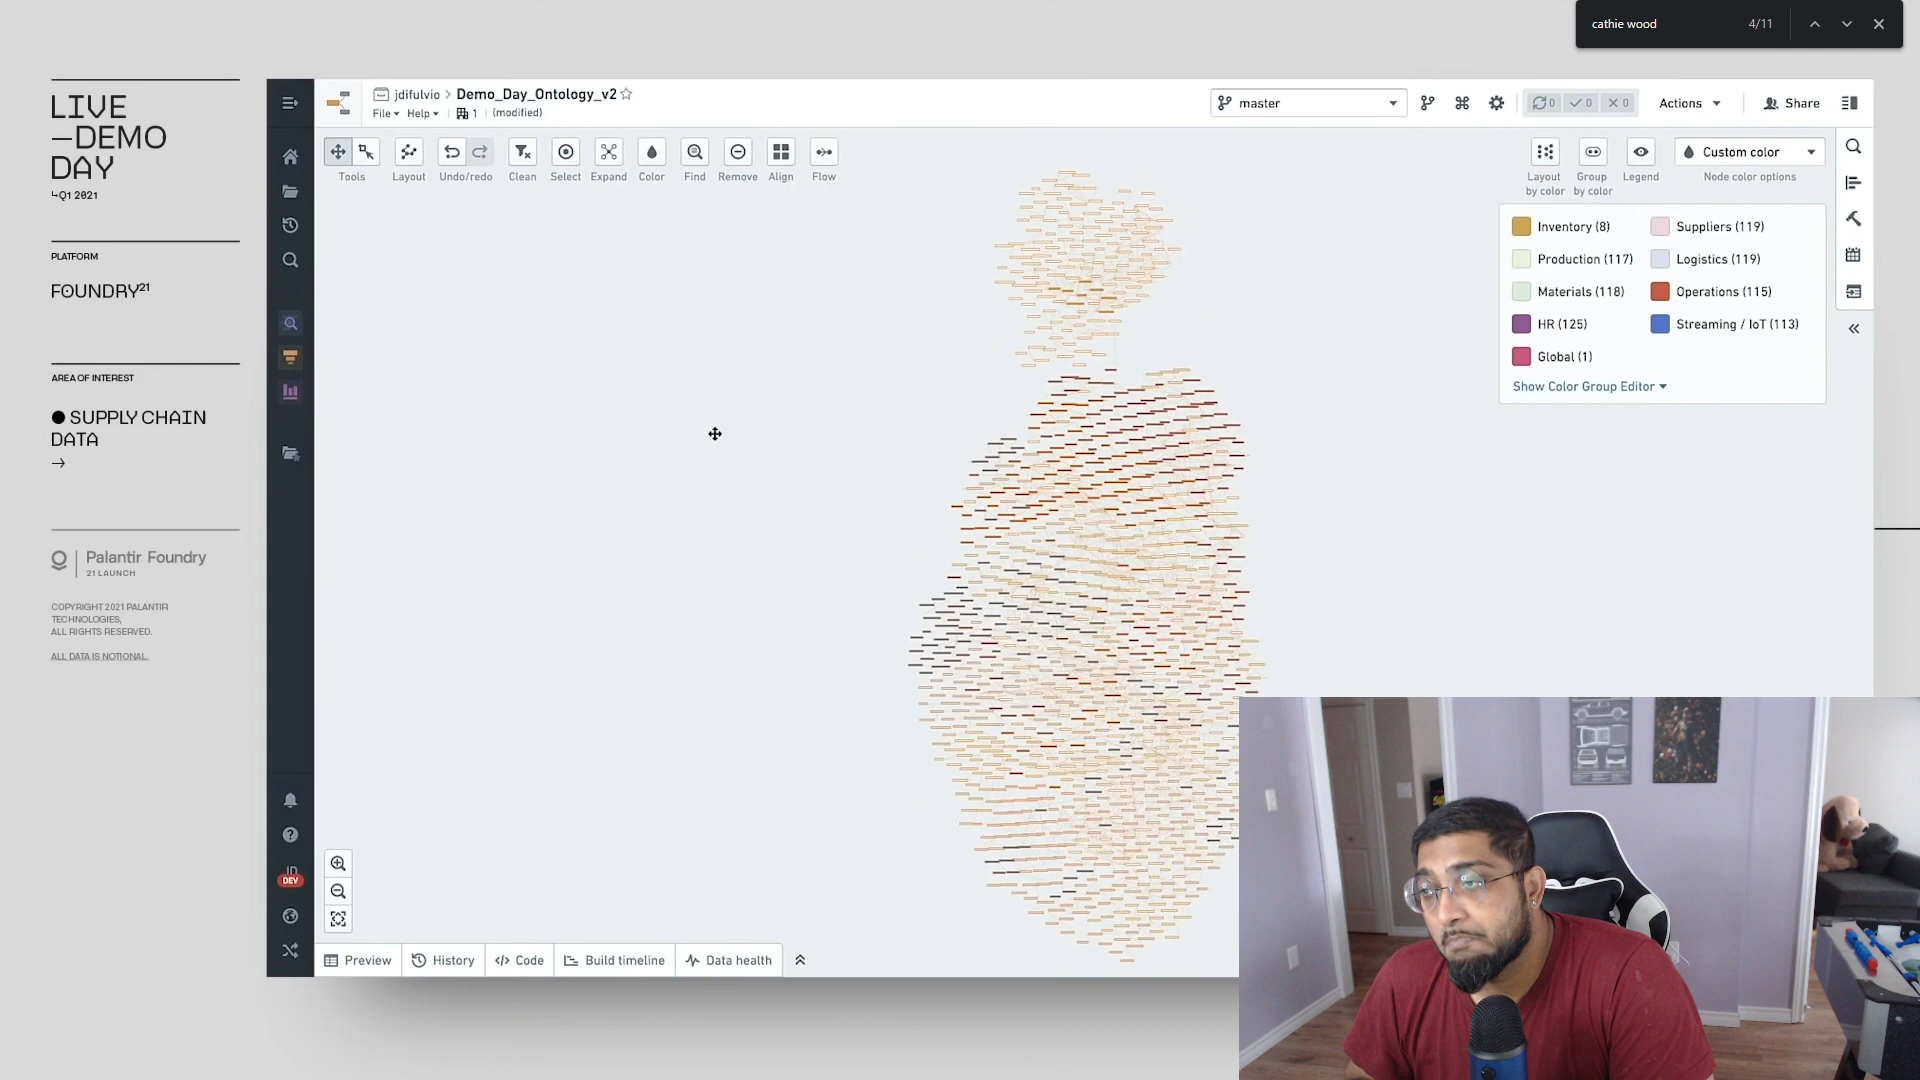 cathie wood 4/11
LIVE
—DEMO
DAY
↳Q1 2021
PLATFORM
FOUNDRY21
AREA OF INTEREST
● SUPPLY CHAIN
DATA
→
Palantir Foundry
21 LAUNCH
COPYRIGHT 2021 PALANTIR
TECHNOLOGIES,
ALL RIGHTS RESERVED.
ALL DATA IS NOTIONAL.
jdifulvio > Demo_Day_Ontology_v2
File Help 1 (modified)
master
0 0 0
Actions
Share
Tools Layout Undo/redo Clean Select Expand Color Find Remove Align Flow
Layout
by color
Group
by color
Legend
Custom color
Node color options
Inventory (8) Suppliers (119)
Production (117) Logistics (119)
Materials (118) Operations (115)
HR (125) Streaming / IoT (113)
Global (1)
Show Color Group Editor
JD
DEV
Preview History Code Build timeline Data health